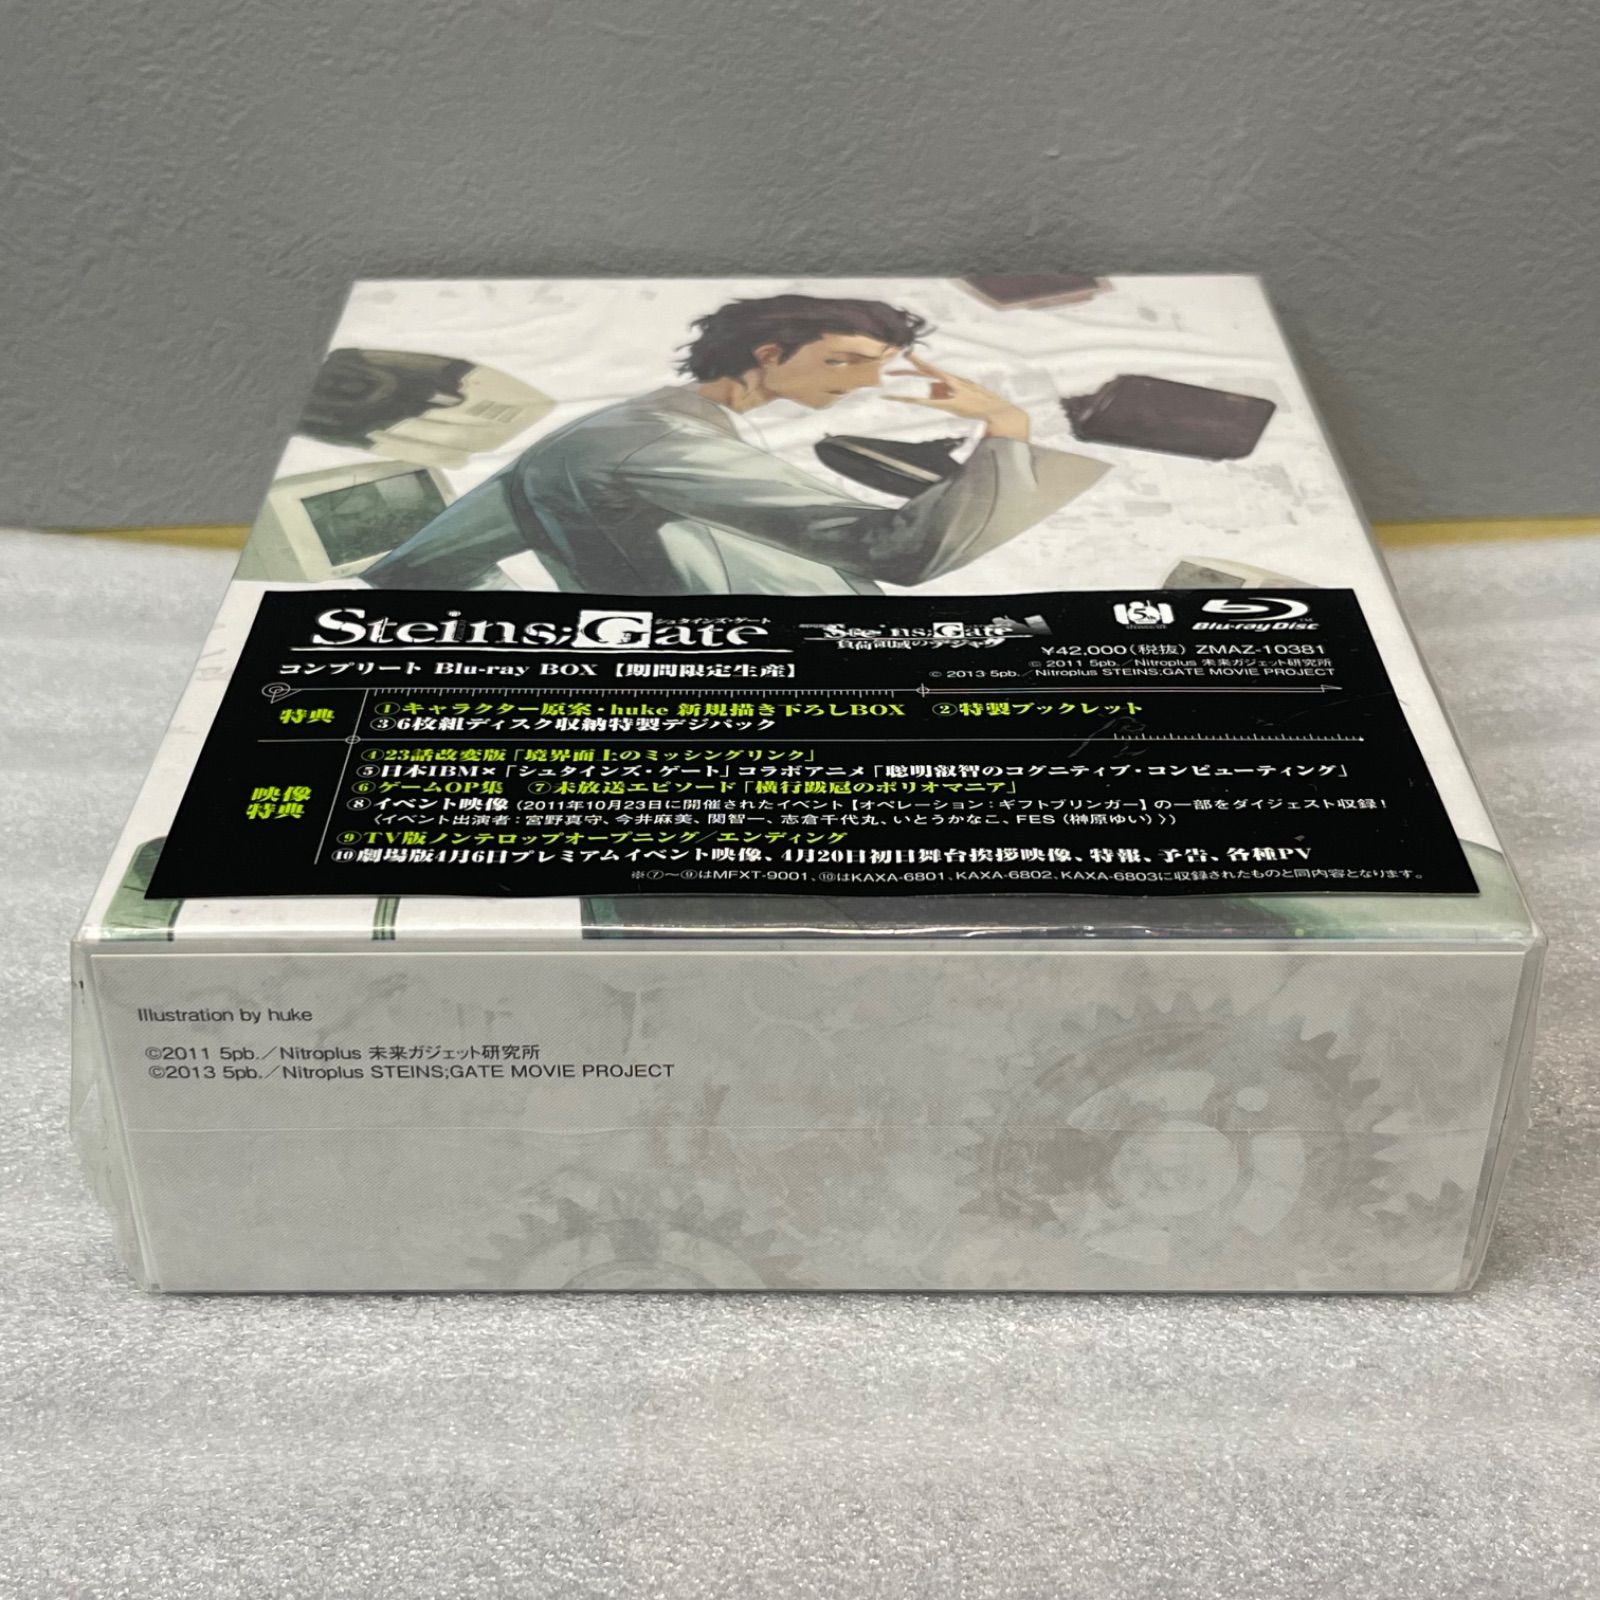 Steins;Gate
シュタインズ・ゲート
Steins;Gate
負荷領域のデジャヴ
Blu-ray Disc
コンプリート Blu-ray BOX 【期間限定生産】
¥42,000(税抜) ZMAZ-10381
© 2011 5pb./Nitroplus 未来ガジェット研究所
© 2013 5pb./Nitroplus STEINS;GATE MOVIE PROJECT
特典
①キャラクター原案・huke 新規描き下ろしBOX ②特製ブックレット
③6枚組ディスク収納特製デジパック
映像特典
④23話改変版「境界面上のミッシングリンク」
⑤日本IBM×「シュタインズ・ゲート」コラボアニメ「聡明叡智のコグニティブ・コンピューティング」
⑥ゲームOP集 ⑦未放送エピソード「横行跋扈のポリオマニア」
⑧イベント映像（2011年10月23日に開催されたイベント【オペレーション：ギフトブリンガー】の一部をダイジェスト収録！
〈イベント出演者：宮野真守、今井麻美、関智一、志倉千代丸、いとうかなこ、FES（榊原ゆい）〉）
⑨TV版ノンテロップオープニング/エンディング
⑩劇場版4月6日プレミアムイベント映像、4月20日初日舞台挨拶映像、特報、予告、各種PV
※⑦～⑨はMFXT-9001、⑩はKAXA-6801、KAXA-6802、KAXA-6803に収録されたものと同内容となります。
Illustration by huke
©2011 5pb./Nitroplus 未来ガジェット研究所
©2013 5pb./Nitroplus STEINS;GATE MOVIE PROJECT